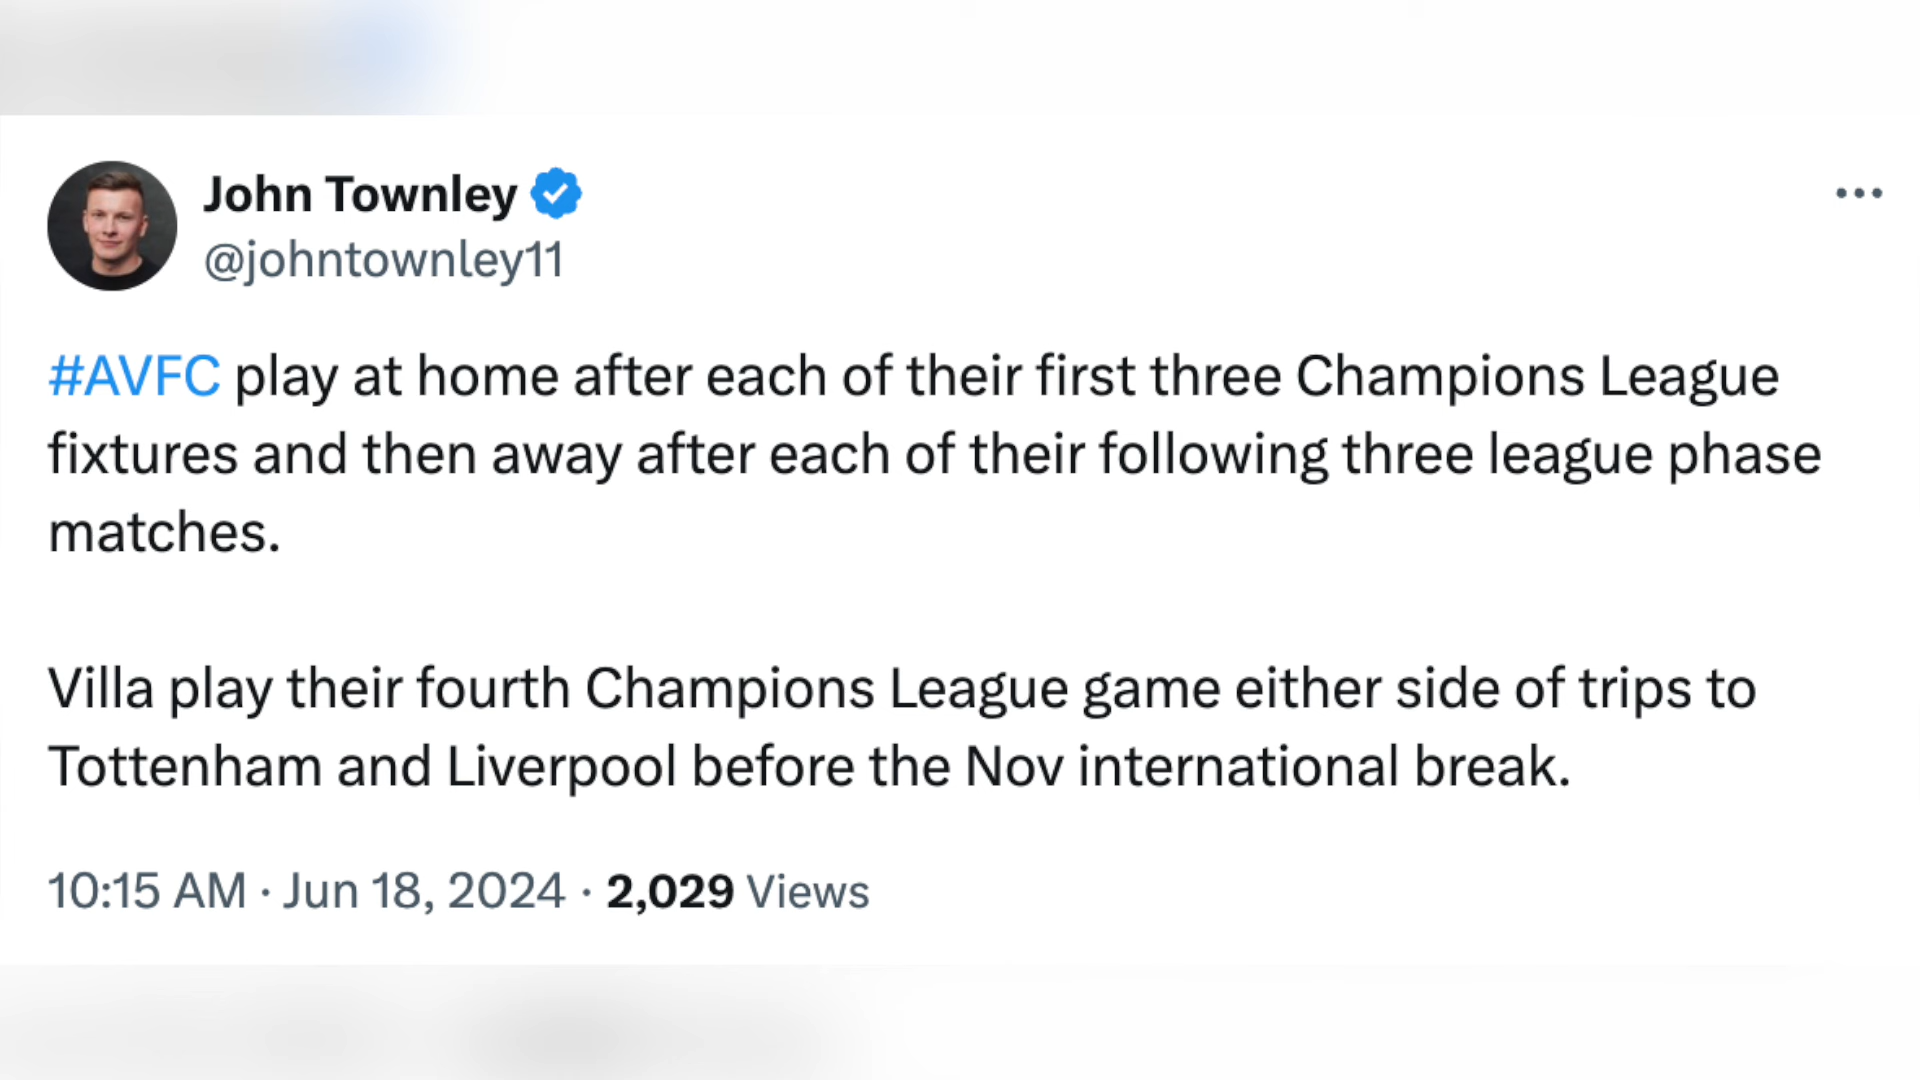 John Townley
@johntownley11
#AVFC play at home after each of their first three Champions League
fixtures and then away after each of their following three league phase
matches.
Villa play their fourth Champions League game either side of trips to
Tottenham and Liverpool before the Nov international break.
10:15 AM · Jun 18, 2024 · 2,029 Views